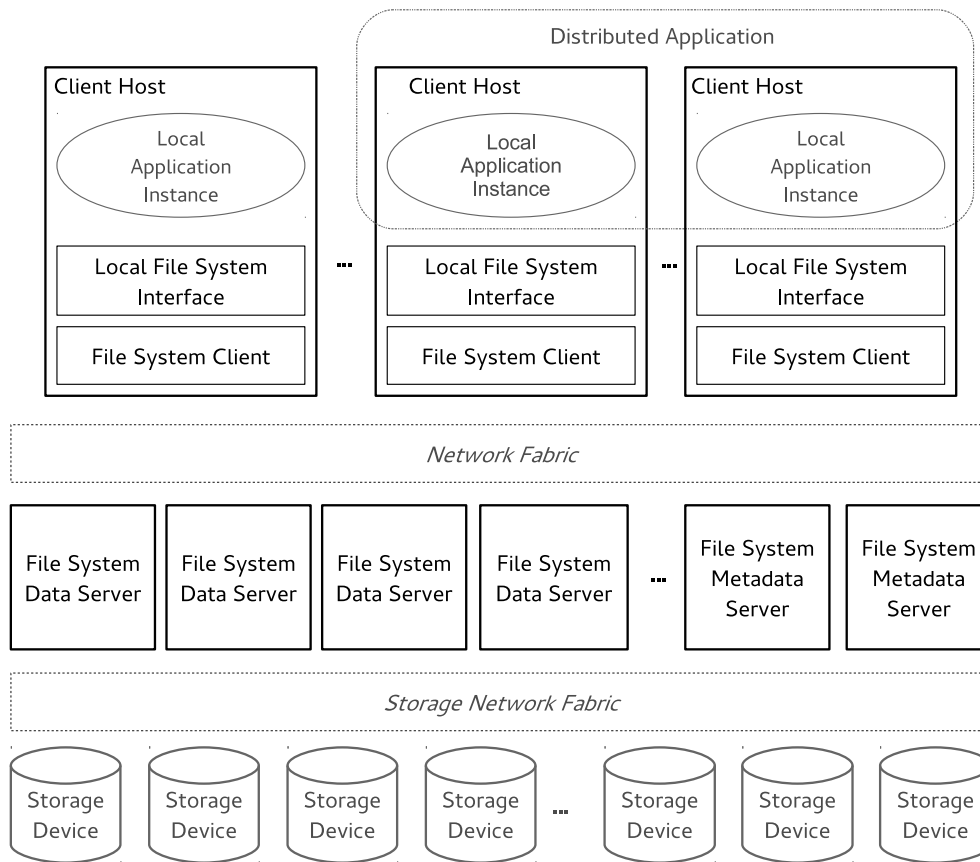 Distributed Application
Client Host
Local
Application
Instance
Local File System
Interface
File System Client
...
Client Host
Local
Application
Instance
Local File System
Interface
File System Client
...
Client Host
Local
Application
Instance
Local File System
Interface
File System Client
Network Fabric
File System
Data Server
File System
Data Server
File System
Data Server
File System
Data Server
...
File System
Metadata
Server
File System
Metadata
Server
Storage Network Fabric
Storage
Device
Storage
Device
Storage
Device
Storage
Device
...
Storage
Device
Storage
Device
Storage
Device